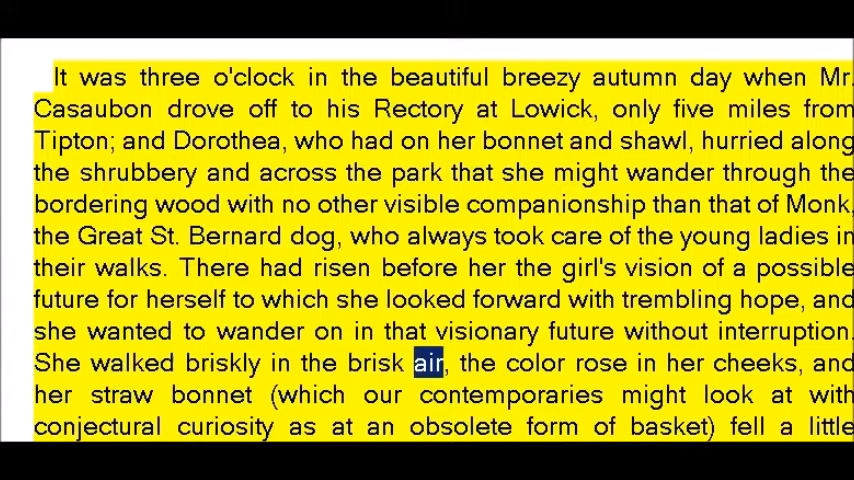 It was three o'clock in the beautiful breezy autumn day when Mr.
Casaubon drove off to his Rectory at Lowick, only five miles from
Tipton; and Dorothea, who had on her bonnet and shawl, hurried along
the shrubbery and across the park that she might wander through the
bordering wood with no other visible companionship than that of Monk,
the Great St. Bernard dog, who always took care of the young ladies in
their walks. There had risen before her the girl's vision of a possible
future for herself to which she looked forward with trembling hope, and
she wanted to wander on in that visionary future without interruption.
She walked briskly in the brisk air, the color rose in her cheeks, and
her straw bonnet (which our contemporaries might look at with
conjectural curiosity as at an obsolete form of basket) fell a little